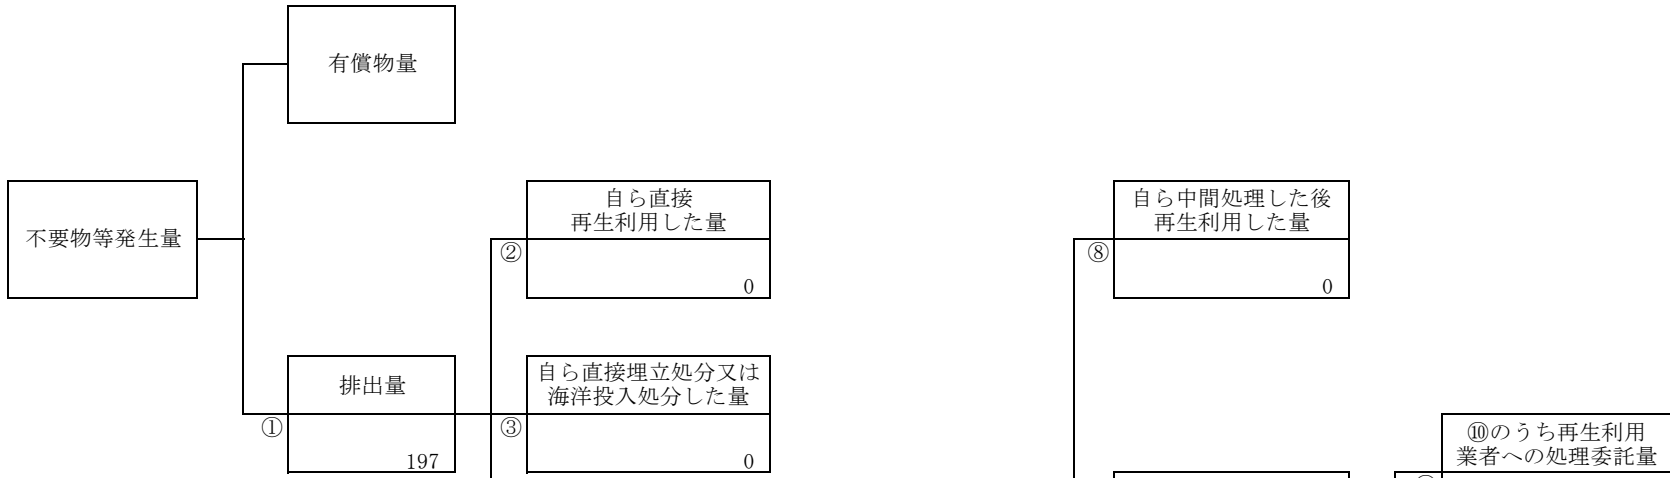 有償物量
不要物等発生量
自ら直接
再生利用した量
②
0
自ら中間処理した後
再生利用した量
⑧
0
排出量
①
197
自ら直接埋立処分又は
海洋投入処分した量
③
0
⑩のうち再生利用
業者への処理委託量